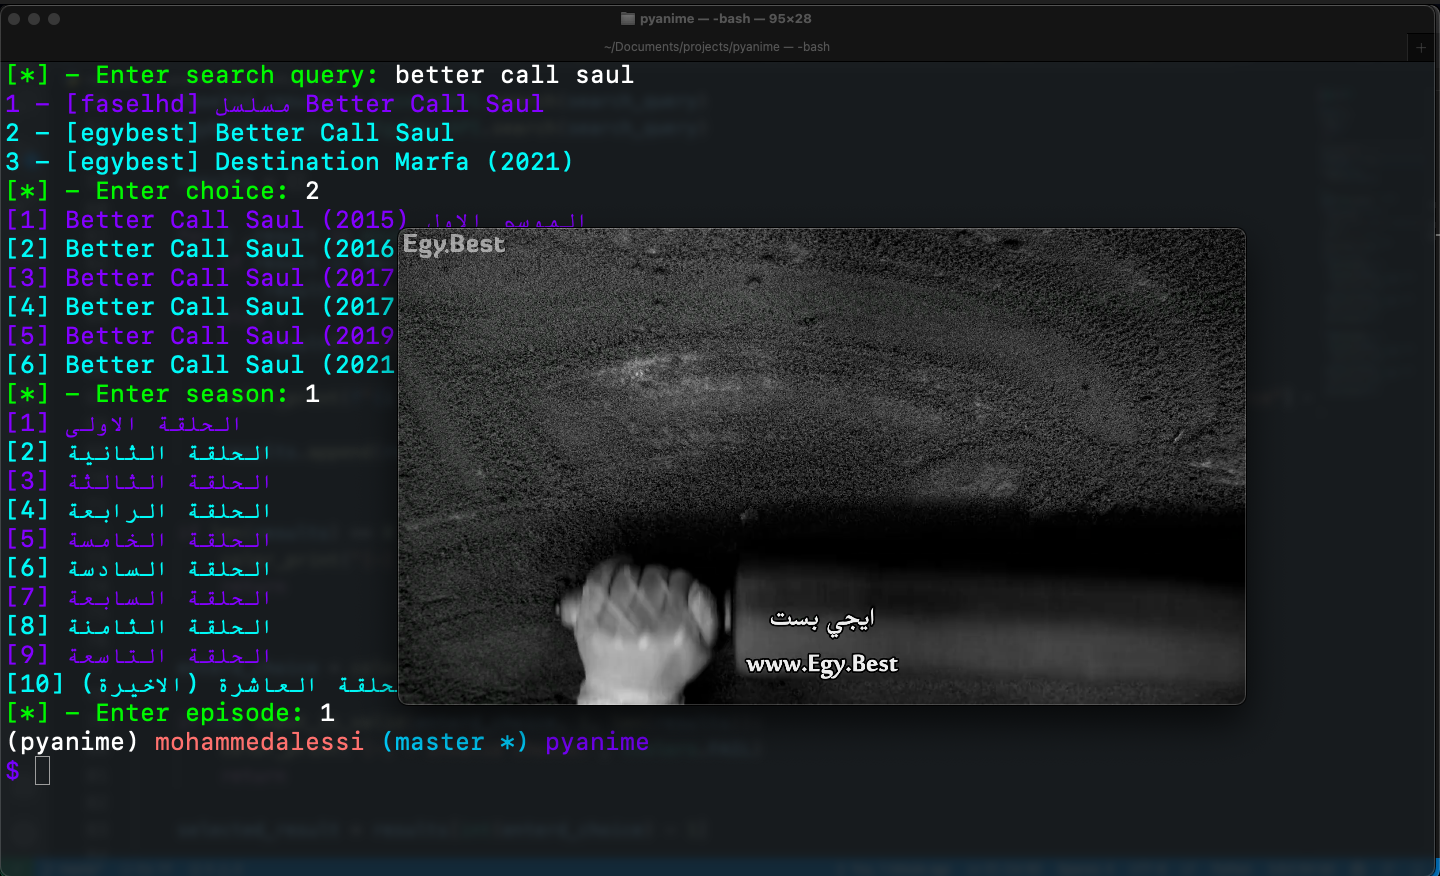 pyanime — -bash — 95×28
~/Documents/projects/pyanime — -bash
[*] - Enter search query: better call saul
1 - [faselhd] مسلسل Better Call Saul
2 - [egybest] Better Call Saul
3 - [egybest] Destination Marfa (2021)
[*] - Enter choice: 2
[1] Better Call Saul (2015) الموسم الاول
[2] Better Call Saul (2016
[3] Better Call Saul (2017
[4] Better Call Saul (2017
[5] Better Call Saul (2019
[6] Better Call Saul (2021
[*] - Enter season: 1
[1] الحلقة الاولى
[2] الحلقة الثانية
[3] الحلقة الثالثة
[4] الحلقة الرابعة
[5] الحلقة الخامسة
[6] الحلقة السادسة
[7] الحلقة السابعة
[8] الحلقة الثامنة
[9] الحلقة التاسعة
[10] حلقة العاشرة (الاخيرة)
[*] - Enter episode: 1
(pyanime) mohammedalessi (master *) pyanime
$
Egy.Best
ايجي بست
www.Egy.Best